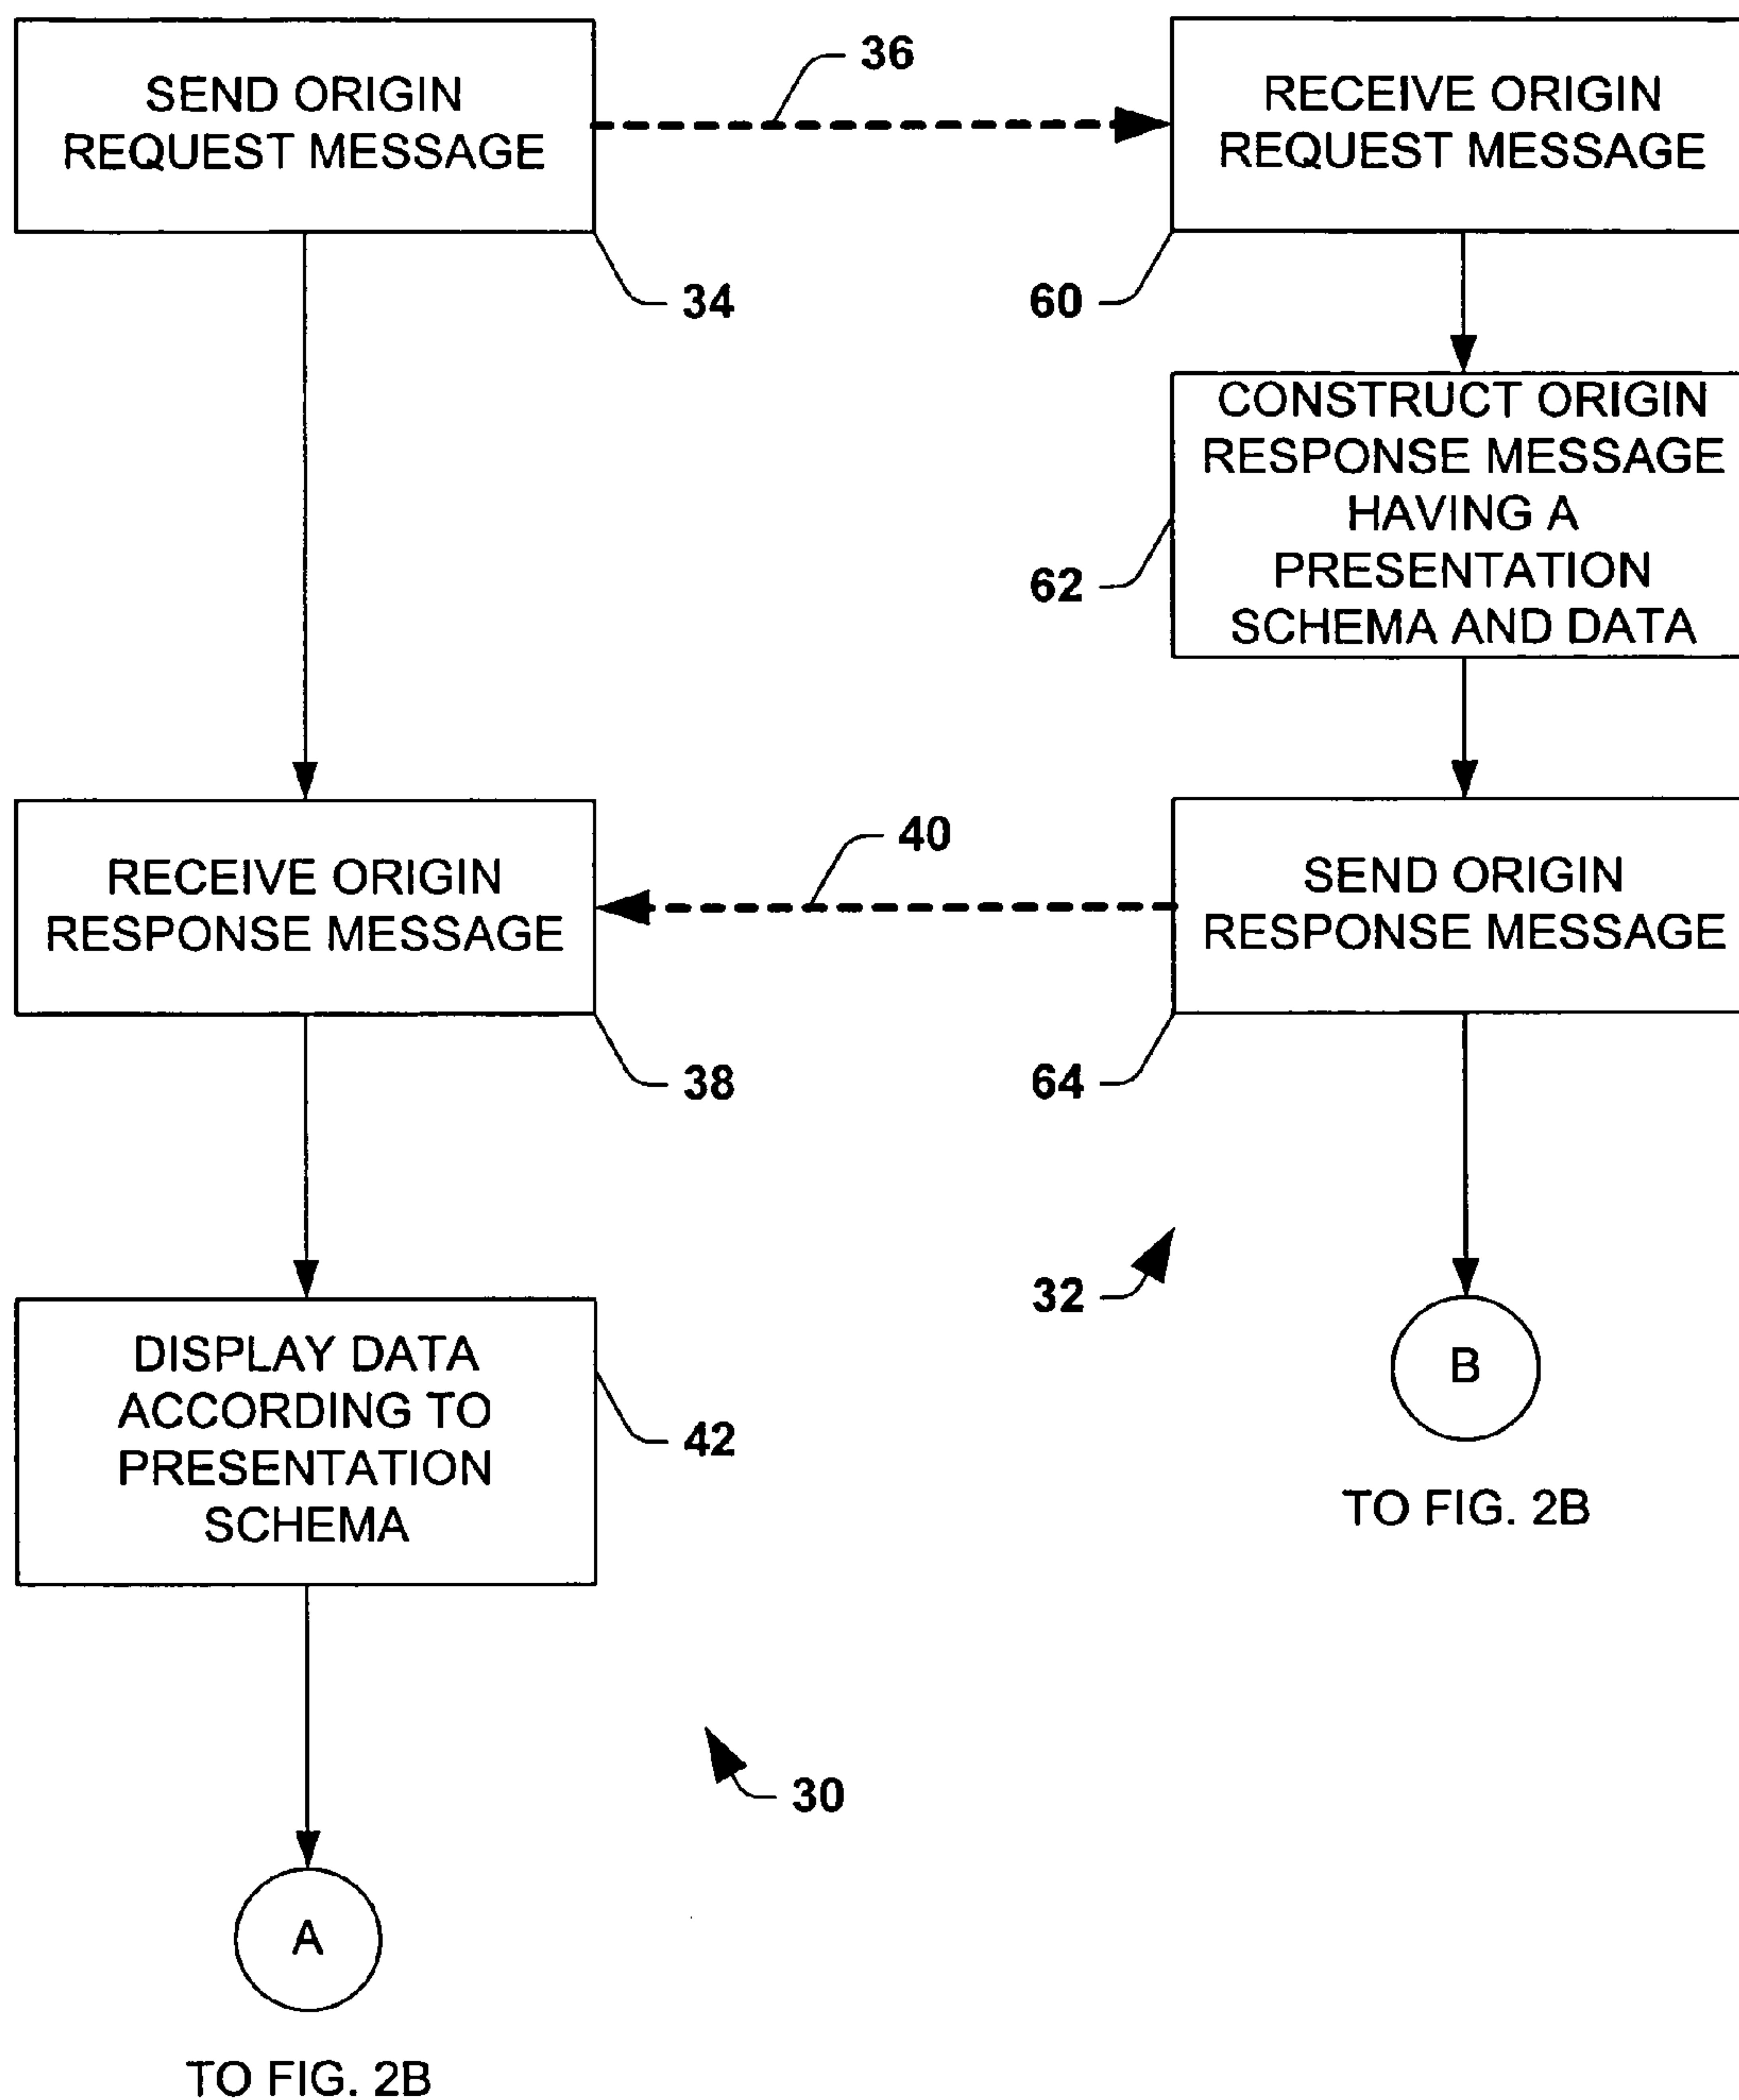 SEND ORIGIN
REQUEST MESSAGE
36
RECEIVE ORIGIN
REQUEST MESSAGE
34
60
CONSTRUCT ORIGIN
RESPONSE MESSAGE
HAVING A
PRESENTATION
SCHEMA AND DATA
62
RECEIVE ORIGIN
RESPONSE MESSAGE
40
SEND ORIGIN
RESPONSE MESSAGE
38
64
32
DISPLAY DATA
ACCORDING TO
PRESENTATION
SCHEMA
42
B
TO FIG. 2B
30
A
TO FIG. 2B